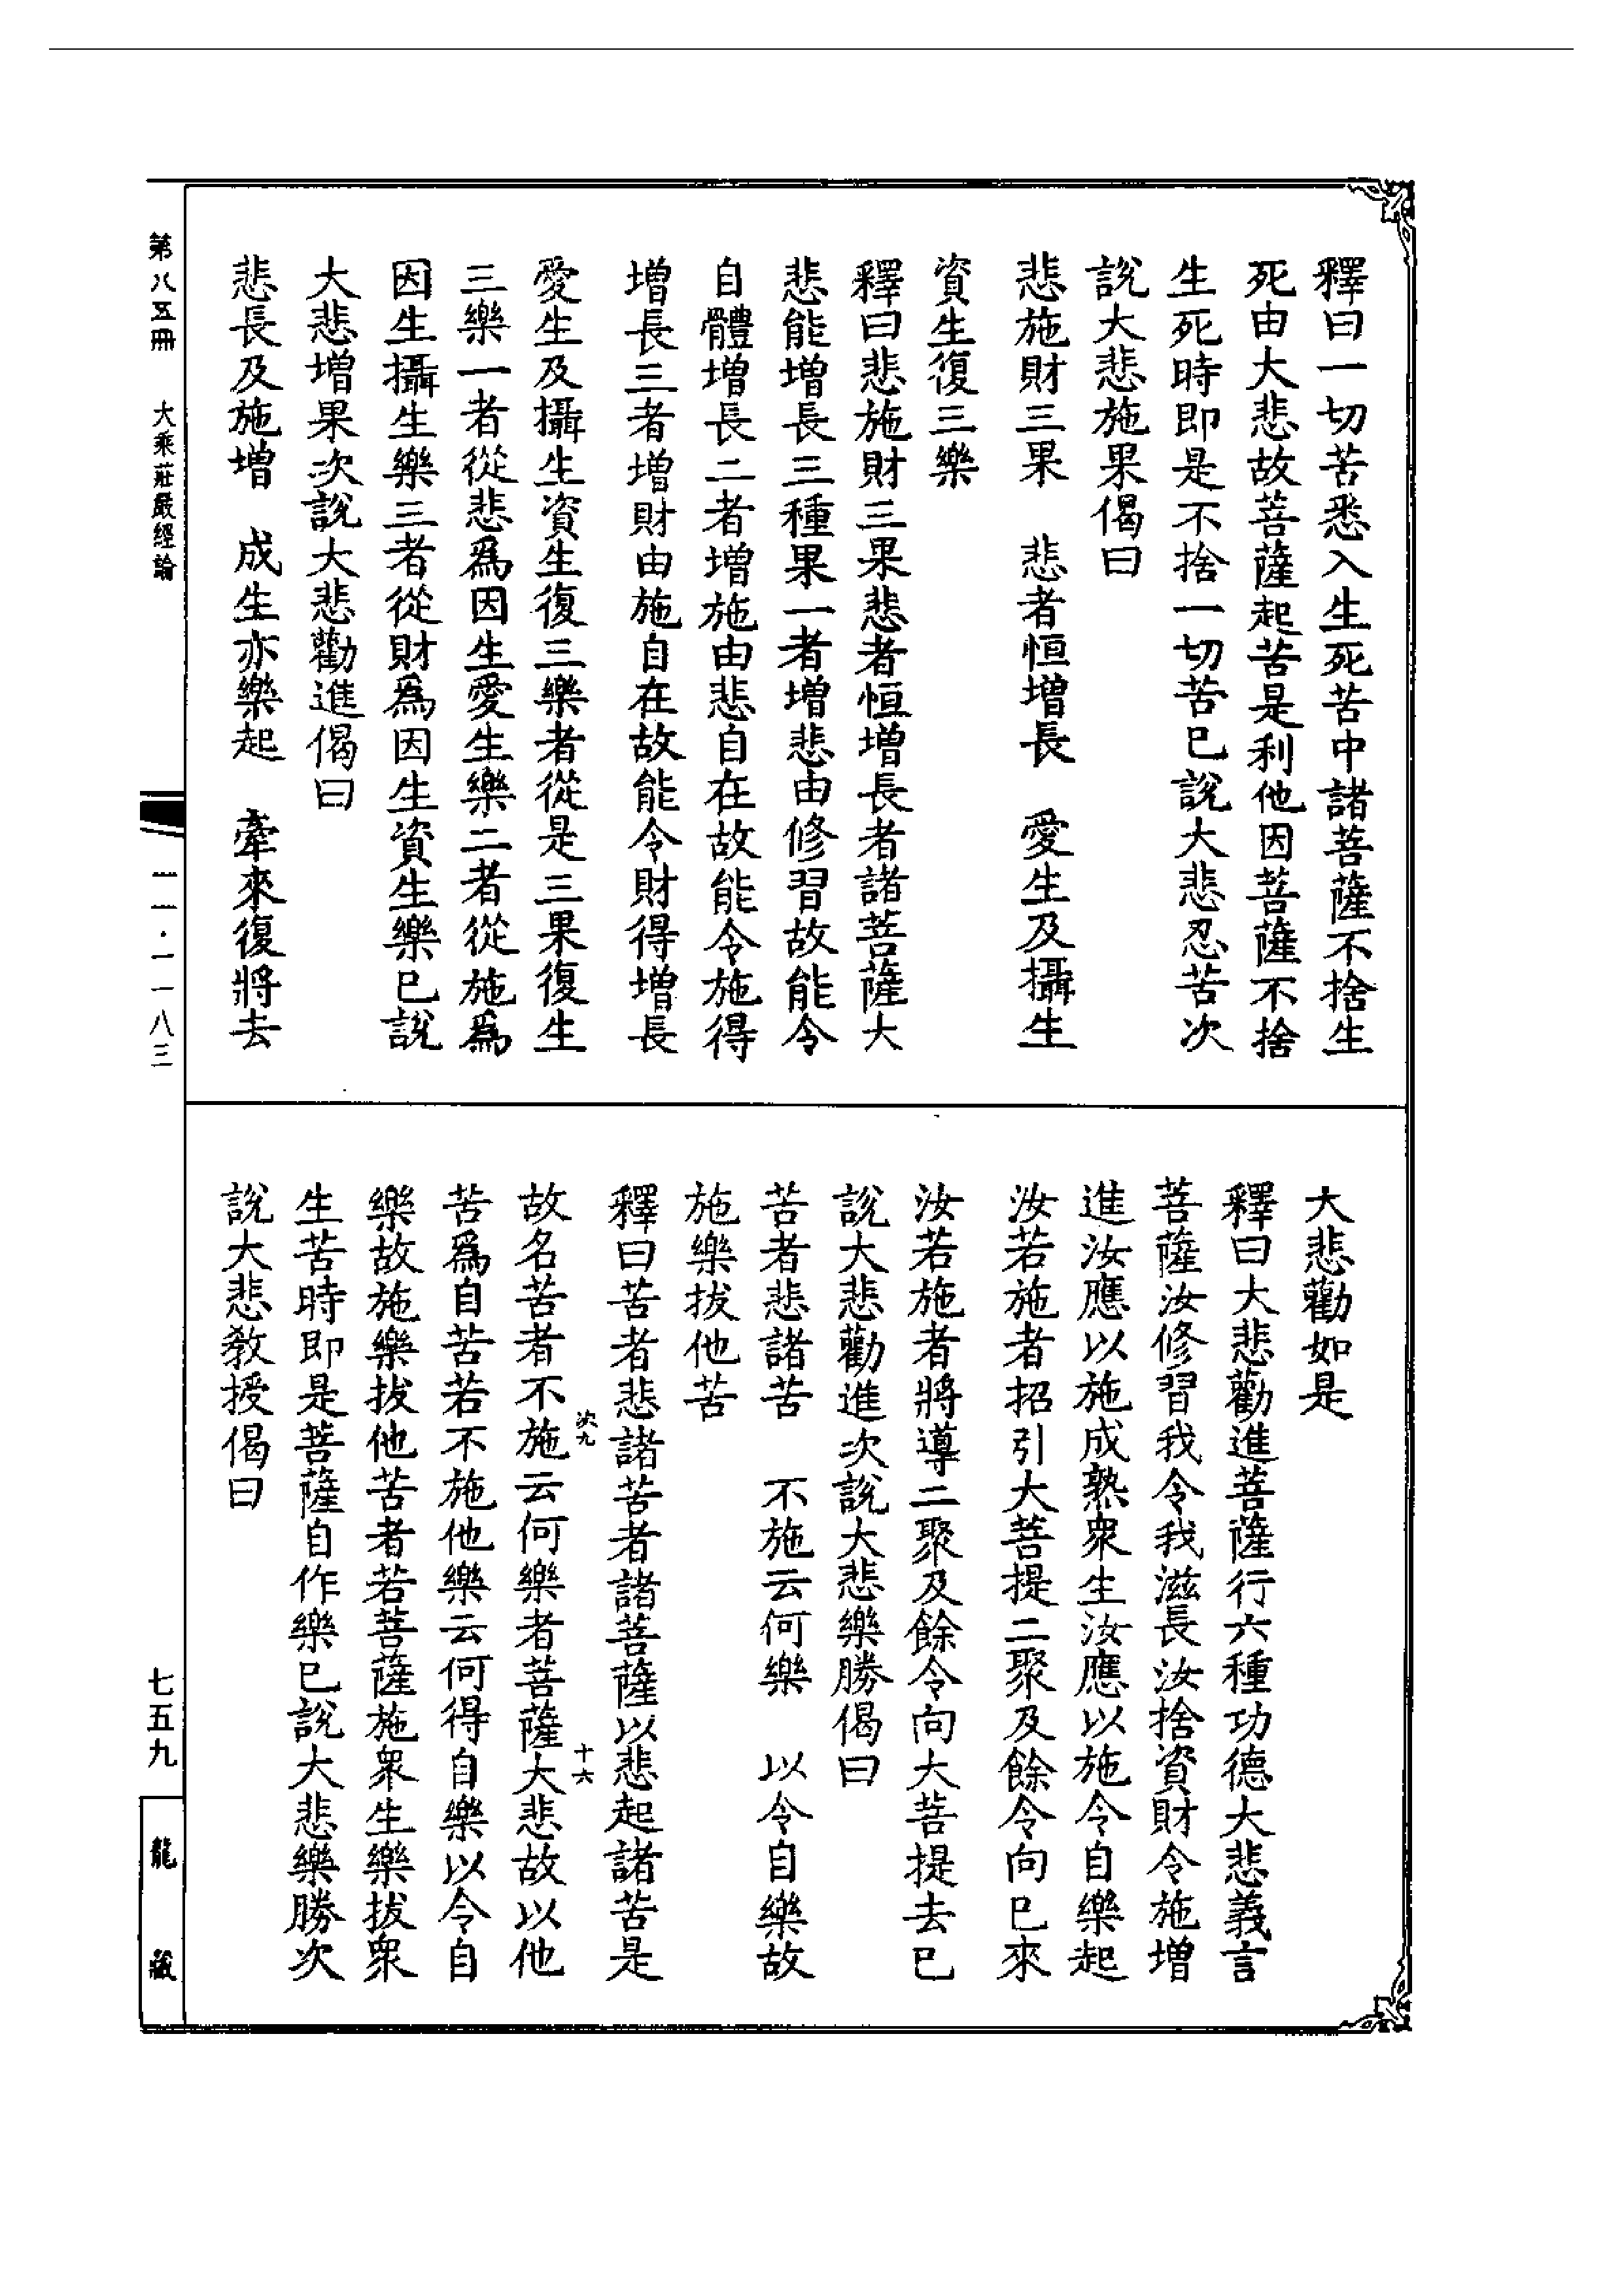 釋曰一切苦悉入生死苦中諸菩薩不捨生
死由大悲故菩薩起苦是利他因菩薩不捨
生死時即是不捨一切苦已說大悲忍苦次
說大悲施果偈曰
悲施財三果　悲者恒增長　愛生及攝生
資生復三樂
釋曰悲施財三果悲者恒增長者諸菩薩大
悲能增長三種果一者增悲由修習故能令
自體增長二者增施由悲自在故能令施得
增長三者增財由施自在故能令財得增長
愛生及攝生資生復三樂者從是三果復生
三樂一者從悲爲因生愛生樂二者從施爲
因生攝生樂三者從財爲因生資生樂已說
大悲增果次說大悲勸進偈曰
悲長及施增　成生亦樂起　牽來復將去
大悲勸如是
釋曰大悲勸進菩薩行六種功德大悲義言
菩薩汝修習我令我滋長汝捨資財令施增
進汝應以施成熟衆生汝應以施令自樂起
汝若施者招引大菩提二聚及餘令向已來
汝若施者將導二聚及餘令向大菩提去已
說大悲勸進次說大悲樂勝偈曰
苦者悲諸苦　不施云何樂　以令自樂故
施樂拔他苦
釋曰苦者悲諸苦者諸菩薩以悲起諸苦是
次九　十六
故名苦者不施云何樂者菩薩大悲故以他
苦爲自苦若不施他樂云何得自樂以令自
樂故施樂拔他苦者若菩薩施衆生樂拔衆
生苦時即是菩薩自作樂已說大悲樂勝次
說大悲教授偈曰
第八五冊　大乘莊嚴經論
一一一一·一一八三
七五九
龍藏